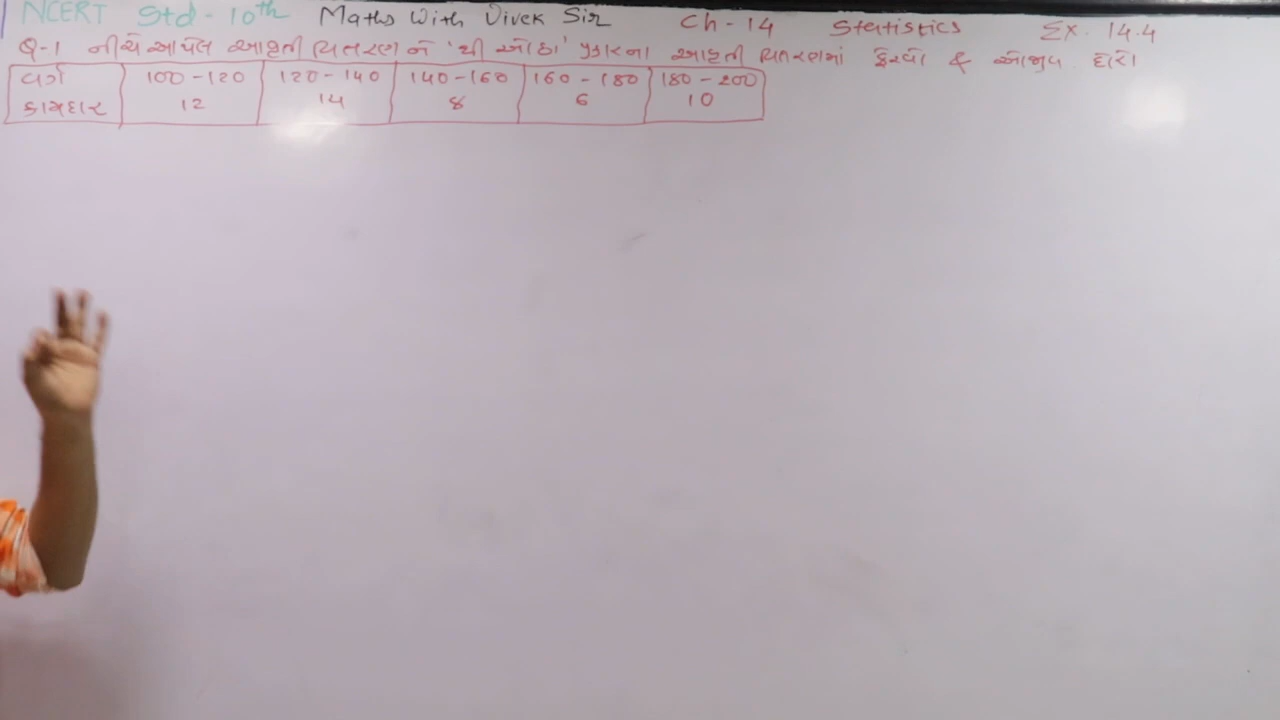 NCERT Std - 10th Maths With Vivek Sir Ch - 14 Statistics Ex. 14.4
Q-1 નીચે આપેલ આવૃત્તી વિતરણ ને 'થી ઓછા' પ્રકારના આવૃત્તી વિતરણમાં ફેરવો & ઓજીવ દોરો
વર્ગ 100 - 120 120 - 140 140 - 160 160 - 180 180 - 200
કામદાર 12 14 8 6 10